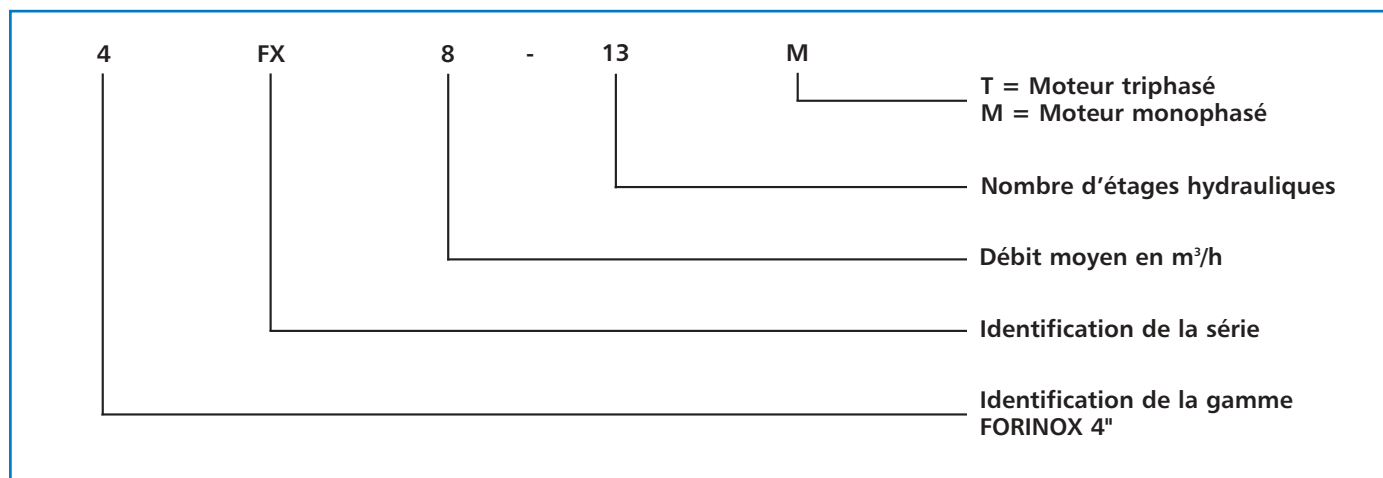 4 FX 8 - 13 M
T = Moteur triphasé
M = Moteur monophasé
Nombre d'étages hydrauliques
Débit moyen en m³/h
Identification de la série
Identification de la gamme
FORINOX 4"